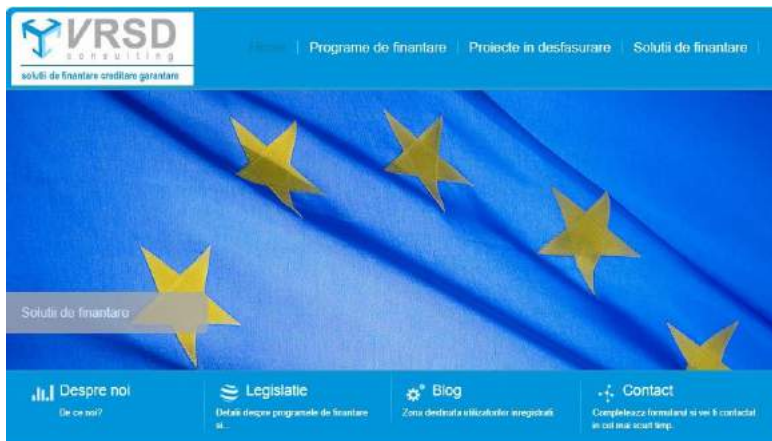 VRSD
consulting
solutii de finantare creditare garantare
Home | Programe de finantare | Proiecte in desfasurare | Solutii de finantare |
Solutii de finantare
Despre noi
De ce noi?
Legislatie
Detalii despre programele de finantare
si...
Blog
Zona destinata utilizatorilor inregistrati
Contact
Completeaza formularul si vei fi contactat
in cel mai scurt timp.